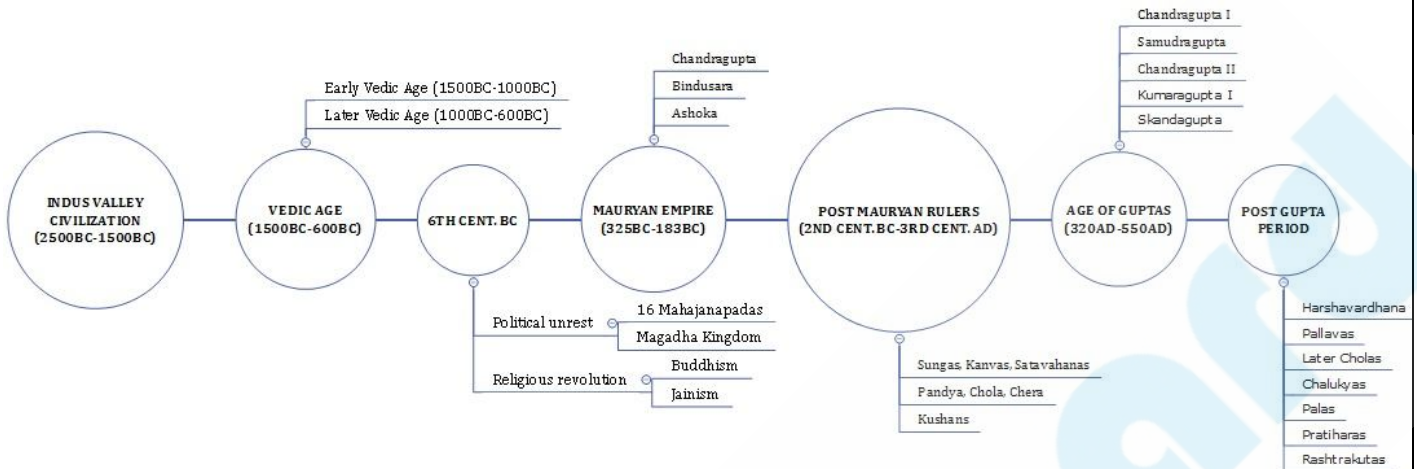 INDUS VALLEY
CIVILIZATION
(2500BC-1500BC)
Early Vedic Age (1500BC-1000BC)
Later Vedic Age (1000BC-600BC)
VEDIC AGE
(1500BC-600BC)
6TH CENT. BC
Political unrest
16 Mahajanapadas
Magadha Kingdom
Religious revolution
Buddhism
Jainism
Chandragupta
Bindusara
Ashoka
MAURYAN EMPIRE
(325BC-183BC)
POST MAURYAN RULERS
(2ND CENT. BC-3RD CENT. AD)
Sungas, Kanvas, Satavahanas
Pandya, Chola, Chera
Kushans
Chandragupta I
Samudragupta
Chandragupta II
Kumaragupta I
Skandagupta
AGE OF GUPTAS
(320AD-550AD)
POST GUPTA
PERIOD
Harshavardhana
Pallavas
Later Cholas
Chalukyas
Palas
Pratiharas
Rashtrakutas